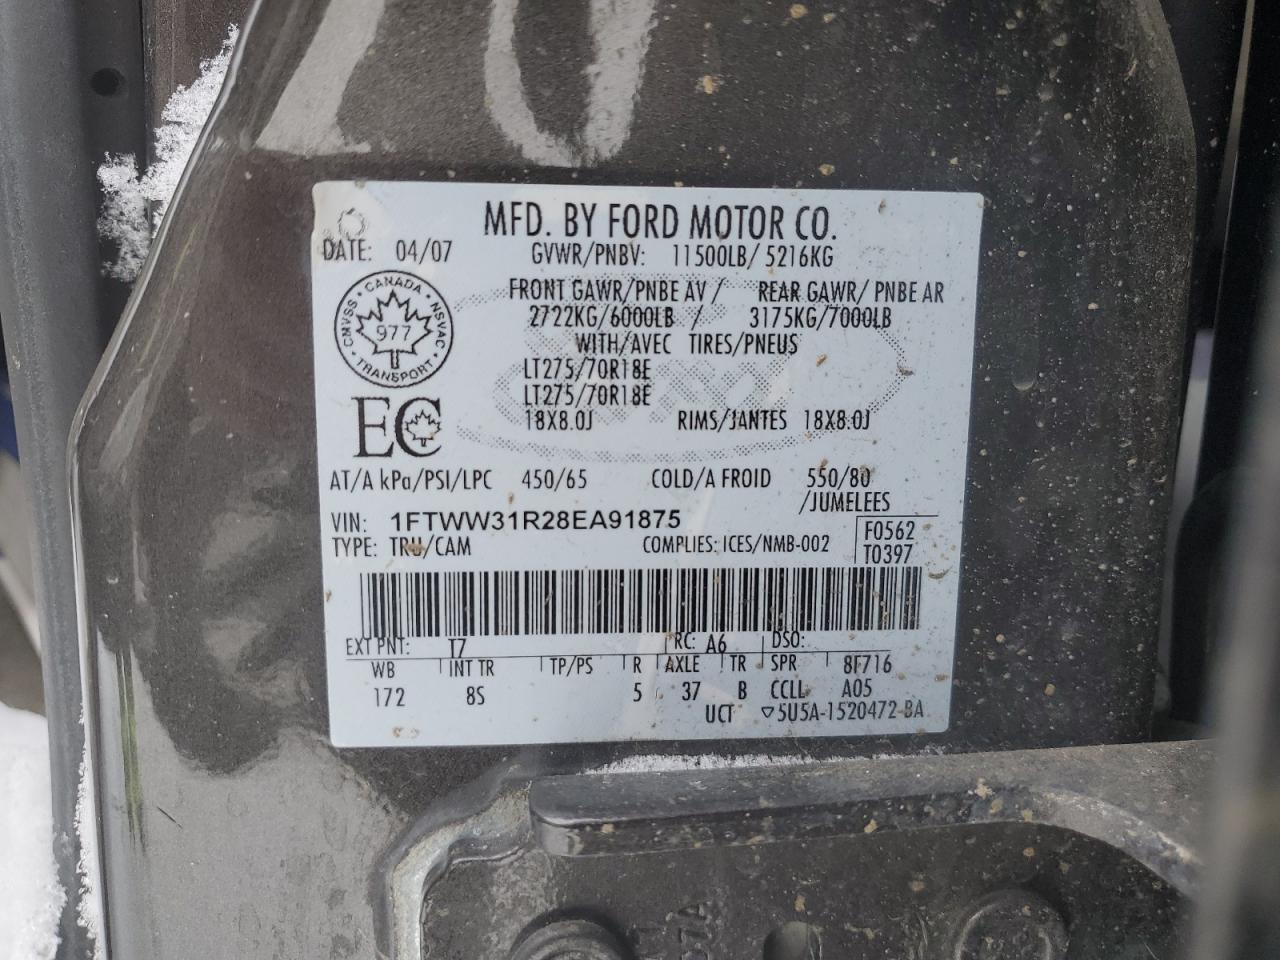 MFD. BY FORD MOTOR CO.
DATE: 04/07 GVWR/PNBV: 11500LB/ 5216KG
FRONT GAWR/PNBE AV / REAR GAWR/ PNBE AR
2722KG/6000LB / 3175KG/7000LB
WITH/AVEC TIRES/PNEUS
LT275/70R18E
LT275/70R18E
18X8.0J RIMS/JANTES 18X8.0J
CANADA
CMVSS NSVAC
977
TRANSPORT
EC
AT/A kPa/PSI/LPC 450/65 COLD/A FROID 550/80
/JUMELEES
VIN: 1FTWW31R28EA91875 F0562
TYPE: TRU/CAM COMPLIES: ICES/NMB-002 T0397
EXT PNT: T7 RC: A6 DSO:
WB INT TR TP/PS R AXLE TR SPR 8F716
172 8S 5 37 B CCLL A05
UCT ▽5U5A-1520472-BA